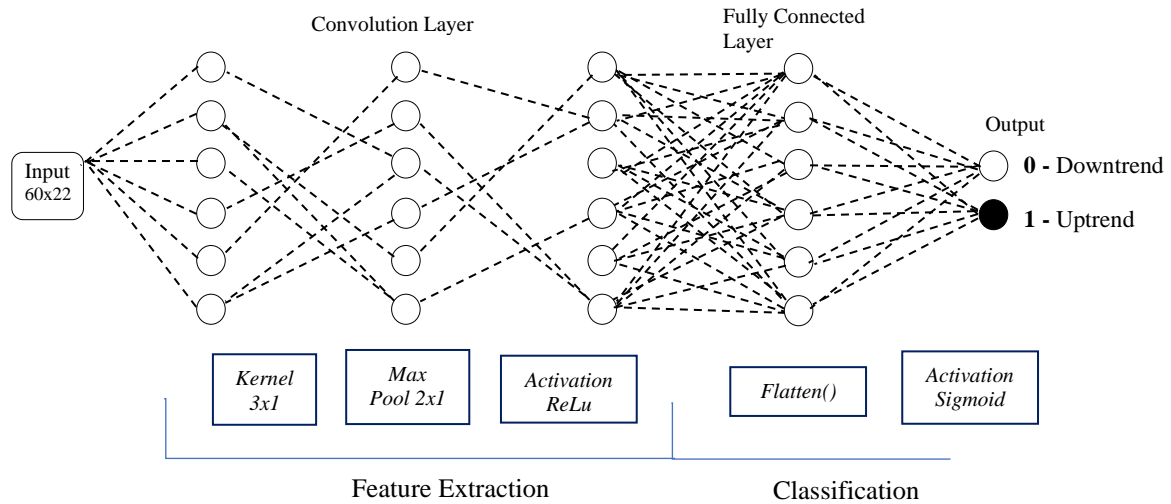 Convolution Layer
Fully Connected
Layer
Output
Input
60x22
0 - Downtrend
1 - Uptrend
Kernel
3x1
Max
Pool 2x1
Activation
ReLu
Flatten()
Activation
Sigmoid
Feature Extraction
Classification